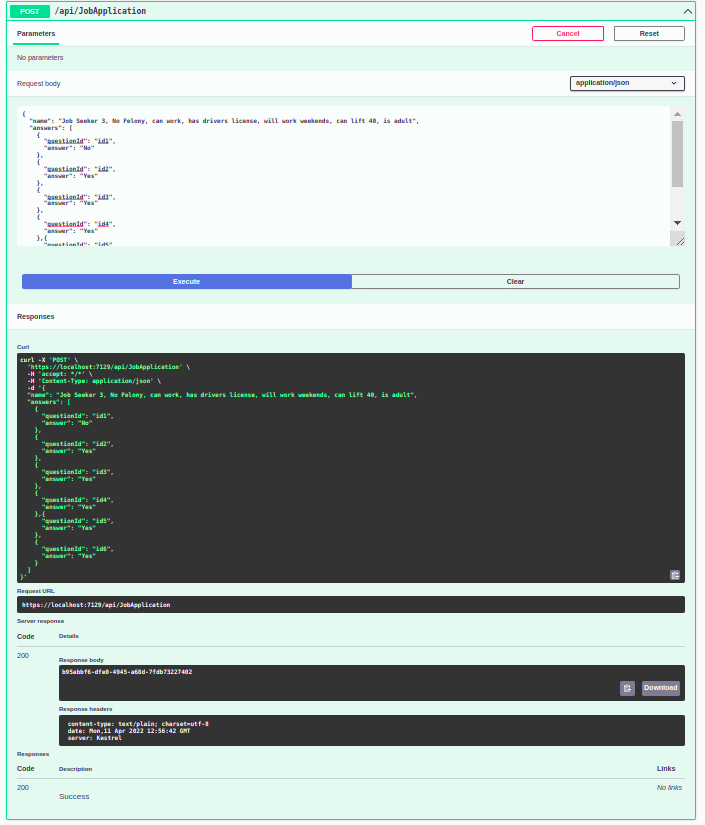 POST /api/JobApplication
Parameters Cancel Reset
No parameters
Request body application/json
{
"name": "Job Seeker 3, No Felony, can work, has drivers license, will work weekends, can lift 40, is adult",
"answers": [
{
"questionId": "id1",
"answer": "No"
},
{
"questionId": "id2",
"answer": "Yes"
},
{
"questionId": "id3",
"answer": "Yes"
},
{
"questionId": "id4",
"answer": "Yes"
},{
"questionId": "id5",
Execute Clear
Responses
Curl
curl -X 'POST' \
'https://localhost:7129/api/JobApplication' \
-H 'accept: */*' \
-H 'Content-Type: application/json' \
-d '{
"name": "Job Seeker 3, No Felony, can work, has drivers license, will work weekends, can lift 40, is adult",
"answers": [
{
"questionId": "id1",
"answer": "No"
},
{
"questionId": "id2",
"answer": "Yes"
},
{
"questionId": "id3",
"answer": "Yes"
},
{
"questionId": "id4",
"answer": "Yes"
},{
"questionId": "id5",
"answer": "Yes"
},
{
"questionId": "id6",
"answer": "Yes"
}
]
}'
Request URL
https://localhost:7129/api/JobApplication
Server response
Code Details
200
Response body
b95abbf6-dfe0-4945-a68d-7fdb73227402
Download
Response headers
content-type: text/plain; charset=utf-8
date: Mon,11 Apr 2022 12:56:42 GMT
server: Kestrel
Responses
Code Description Links
200 No links
Success